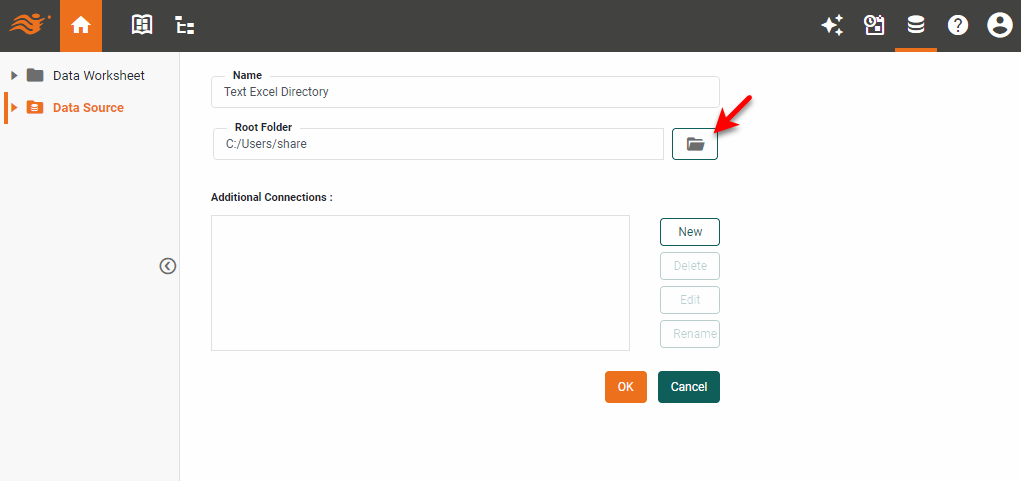 Data Worksheet
Data Source
Name
Text Excel Directory
Root Folder
C:/Users/share
Additional Connections :
New
Delete
Edit
Rename
OK
Cancel